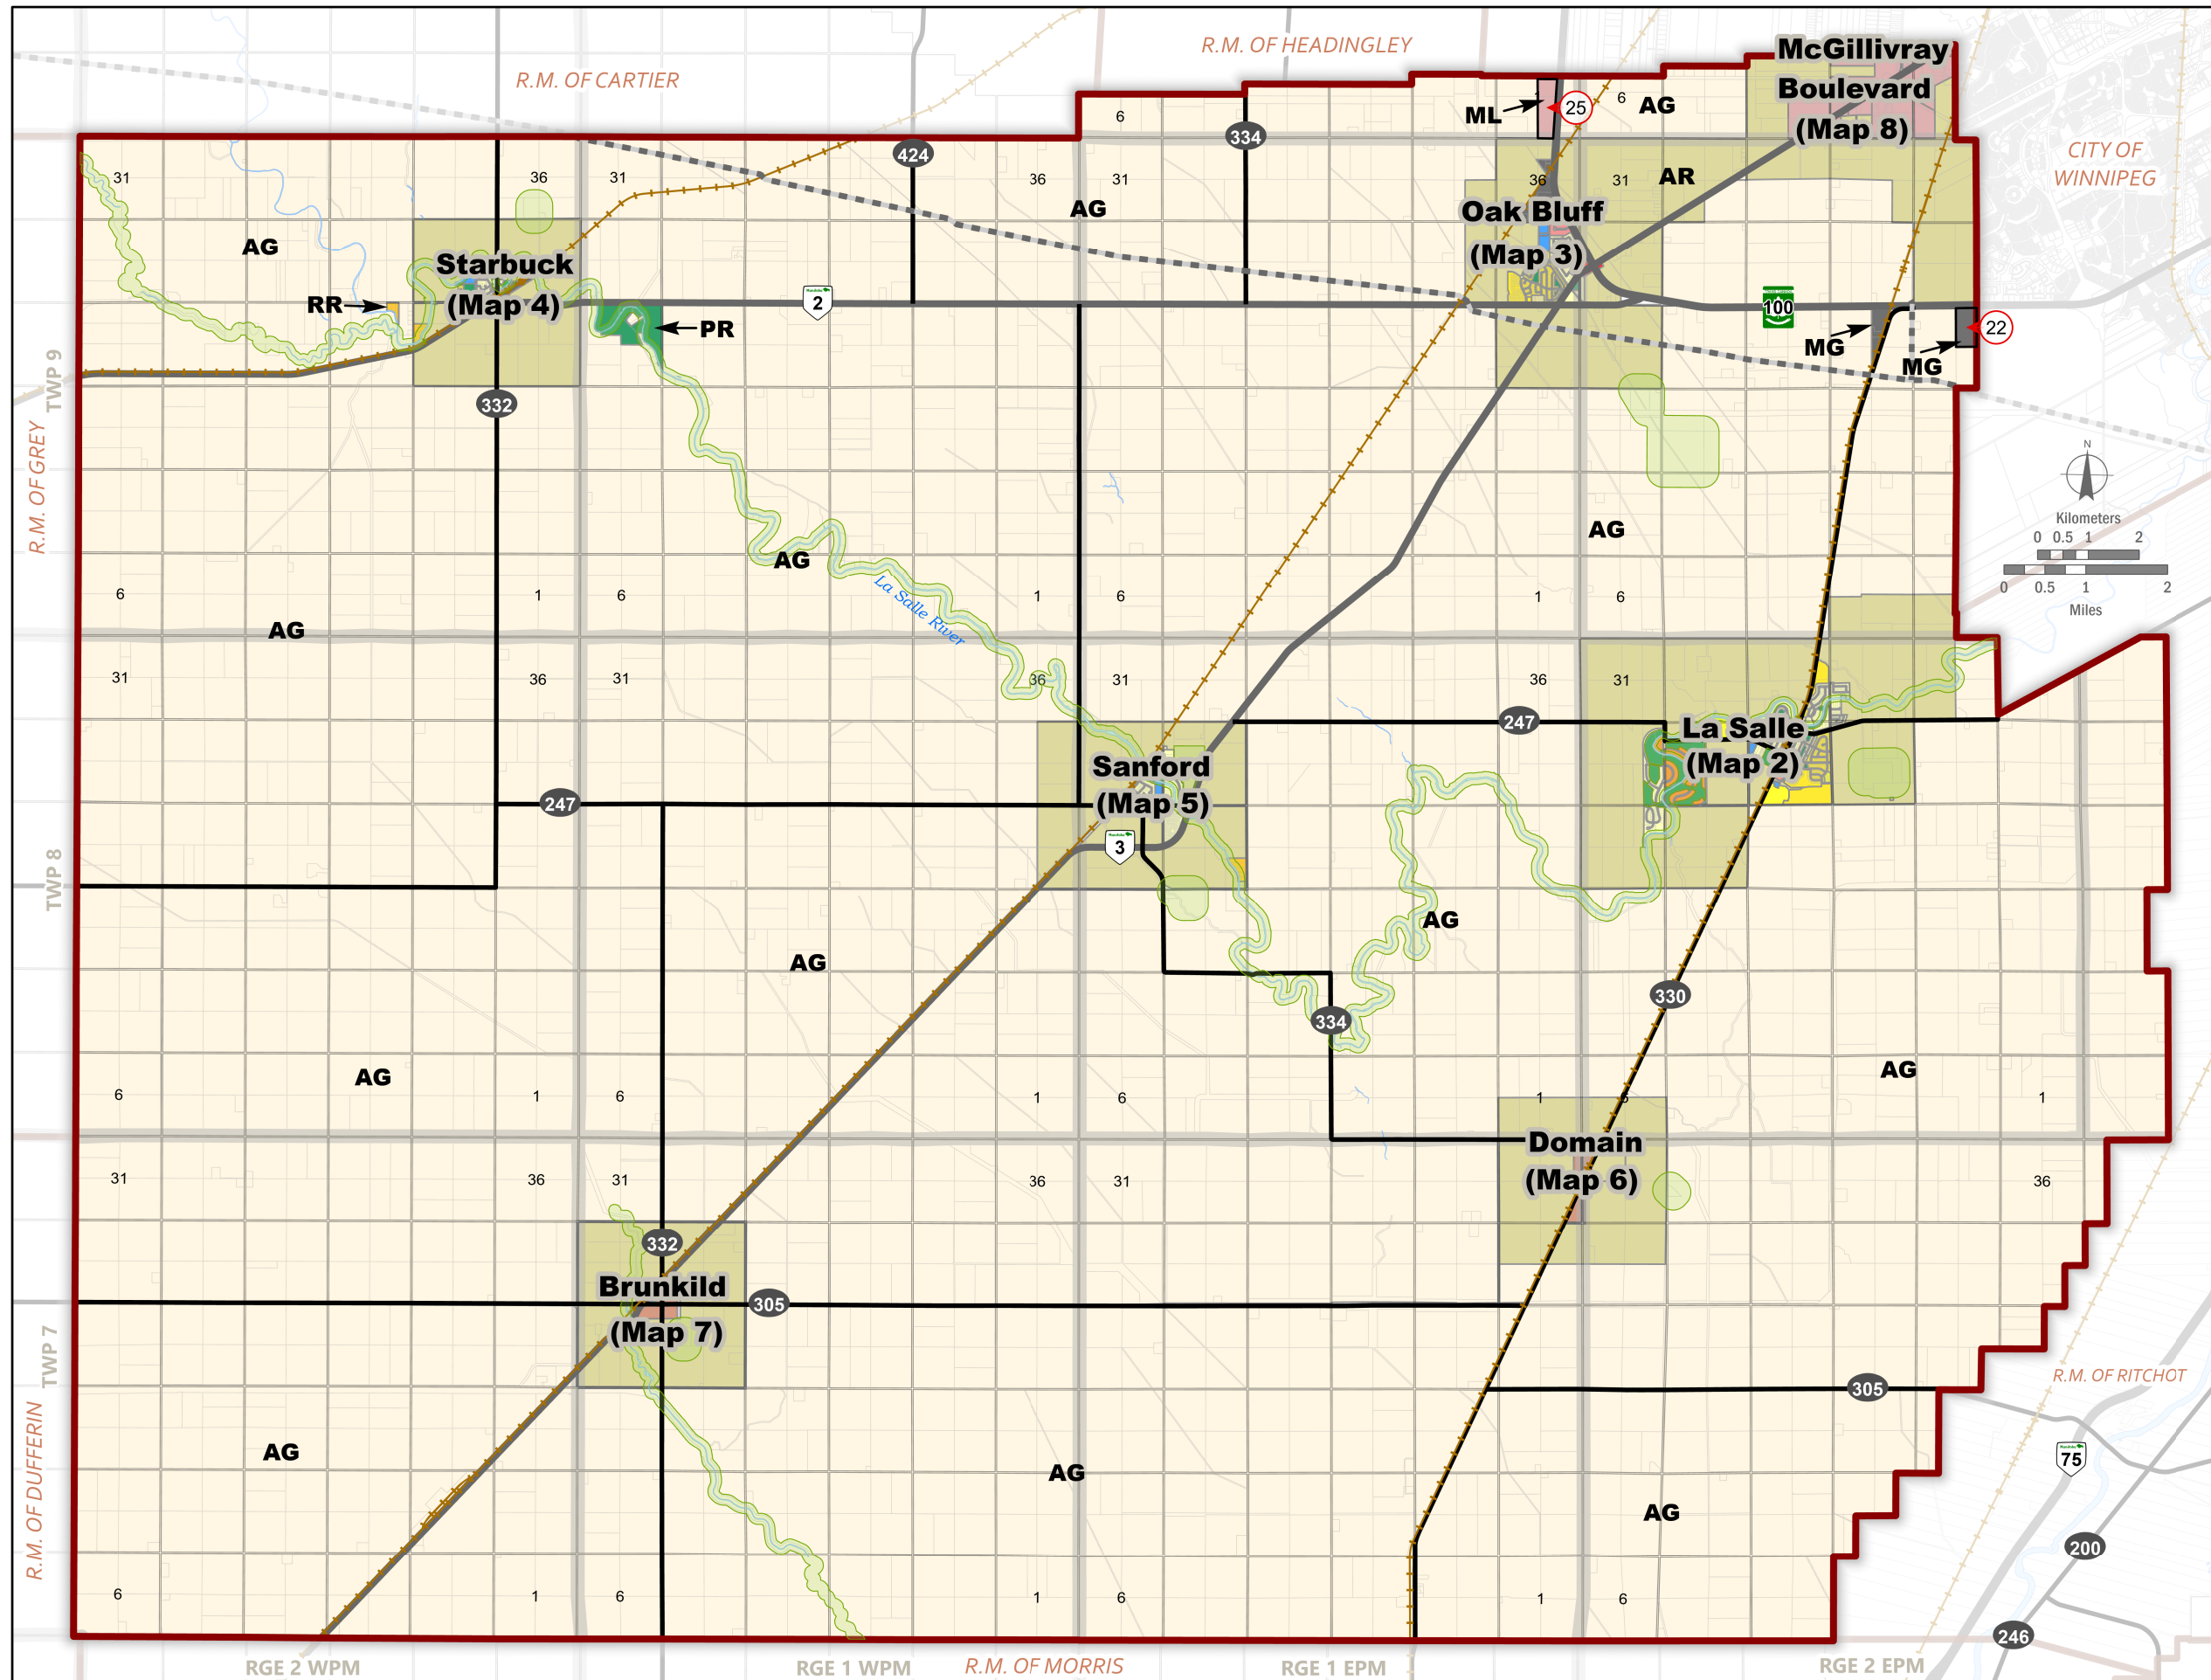 R.M. OF HEADINGLEY
McGillivray
Boulevard
(Map 8)
R.M. OF CARTIER
ML
25
6
AG
6
334
424
CITY OF
WINNIPEG
31
36
31
36
31
36
31
AR
AG
AG
Oak Bluff
(Map 3)
Starbuck
(Map 4)
RR
Manitoba
2
100
PR
MG
22
MG
TWP 9
332
R.M. OF GREY
N
Kilometers
0 0.5 1 2
0 0.5 1 2
Miles
AG
AG
La Salle River
6
1
6
1
6
1
6
AG
31
36
31
36
31
36
31
247
La Salle
(Map 2)
Sanford
(Map 5)
247
Manitoba
3
TWP 8
AG
AG
330
334
AG
AG
6
1
6
1
6
1
6
1
Domain
(Map 6)
31
36
31
36
31
36
332
Brunkild
(Map 7)
305
TWP 7
R.M. OF RITCHOT
305
R.M. OF DUFFERIN
AG
AG
75
AG
200
6
1
6
1
6
1
6
246
RGE 2 WPM
RGE 1 WPM
R.M. OF MORRIS
RGE 1 EPM
RGE 2 EPM